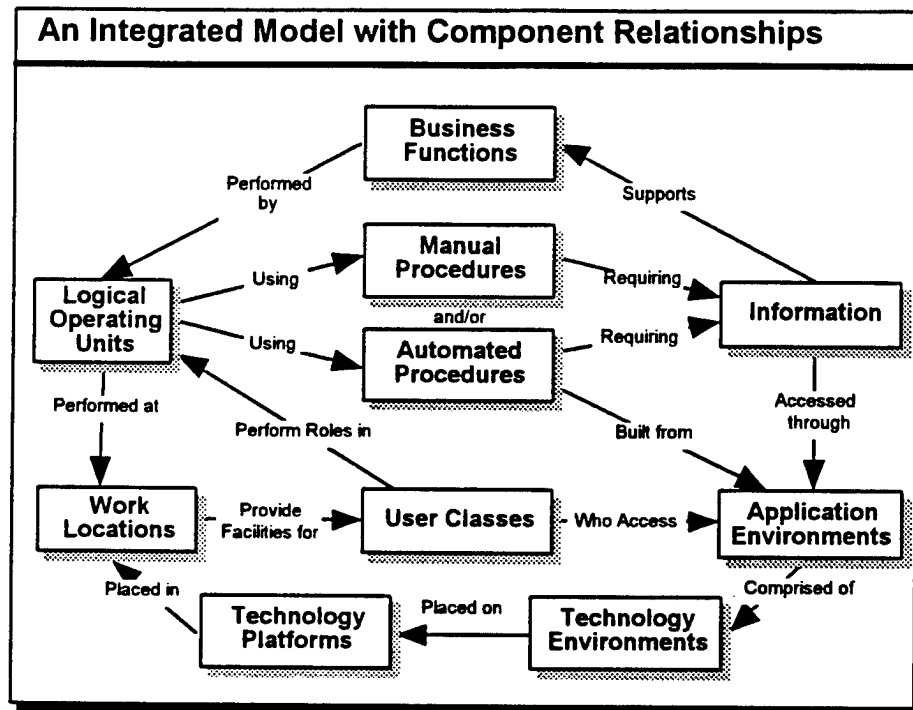 An Integrated Model with Component Relationships
Business
Functions
Performed
by
Supports
Manual
Procedures
Using
Requiring
Logical
Operating
Units
and/or
Information
Using
Automated
Procedures
Requiring
Performed at
Perform Roles in
Built from
Accessed
through
Work
Locations
Provide
Facilities for
User Classes
Who Access
Application
Environments
Placed in
Technology
Platforms
Placed on
Technology
Environments
Comprised of